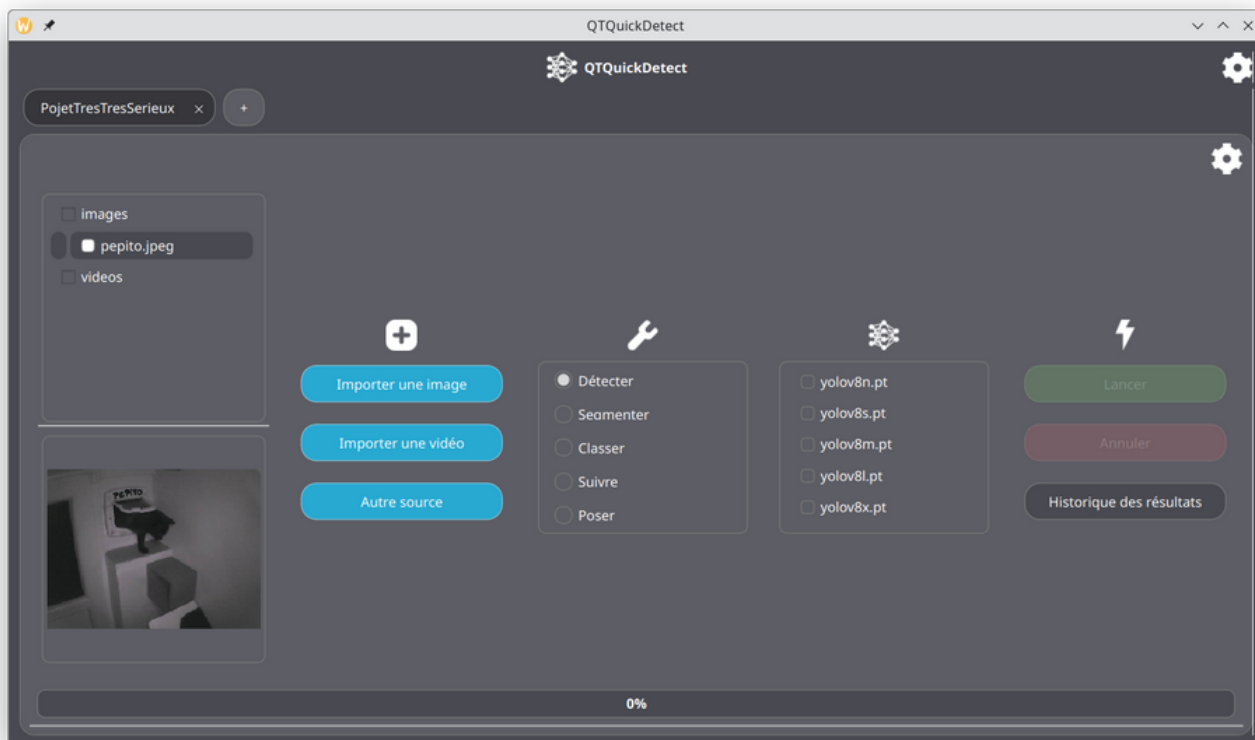 QTQuickDetect
QTQuickDetect
PojetTresTresSerieux
+
images
pepito.jpeg
videos
PEPITO
Importer une image
Importer une vidéo
Autre source
Détecter
Segmenter
Classer
Suivre
Poser
yolov8n.pt
yolov8s.pt
yolov8m.pt
yolov8l.pt
yolov8x.pt
Lancer
Annuler
Historique des résultats
0%